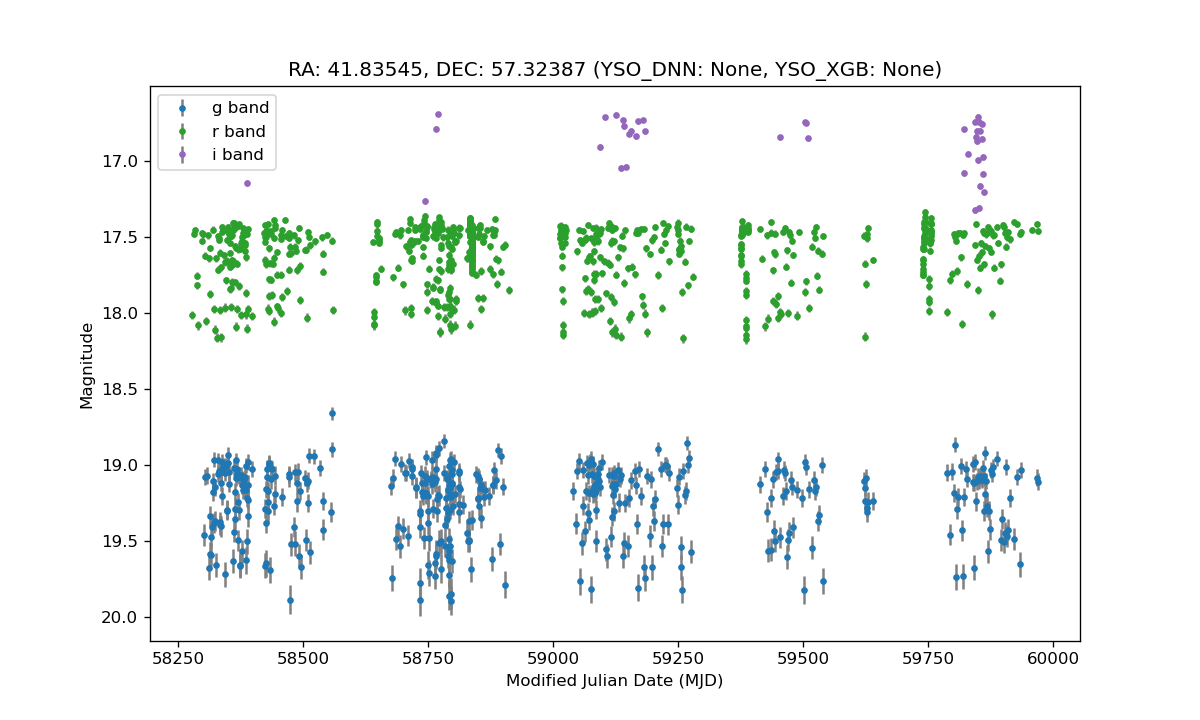 RA: 41.83545, DEC: 57.32387 (YSO_DNN: None, YSO_XGB: None)
g band
r band
i band
17.0
17.5
18.0
18.5
19.0
19.5
20.0
Magnitude
58250 58500 58750 59000 59250 59500 59750 60000
Modified Julian Date (MJD)